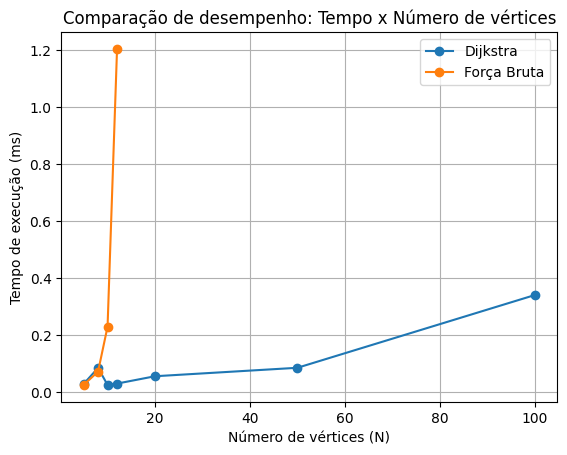 Comparação de desempenho: Tempo x Número de vértices
Dijkstra
Força Bruta
Tempo de execução (ms)
1.2
1.0
0.8
0.6
0.4
0.2
0.0
20
40
60
80
100
Número de vértices (N)